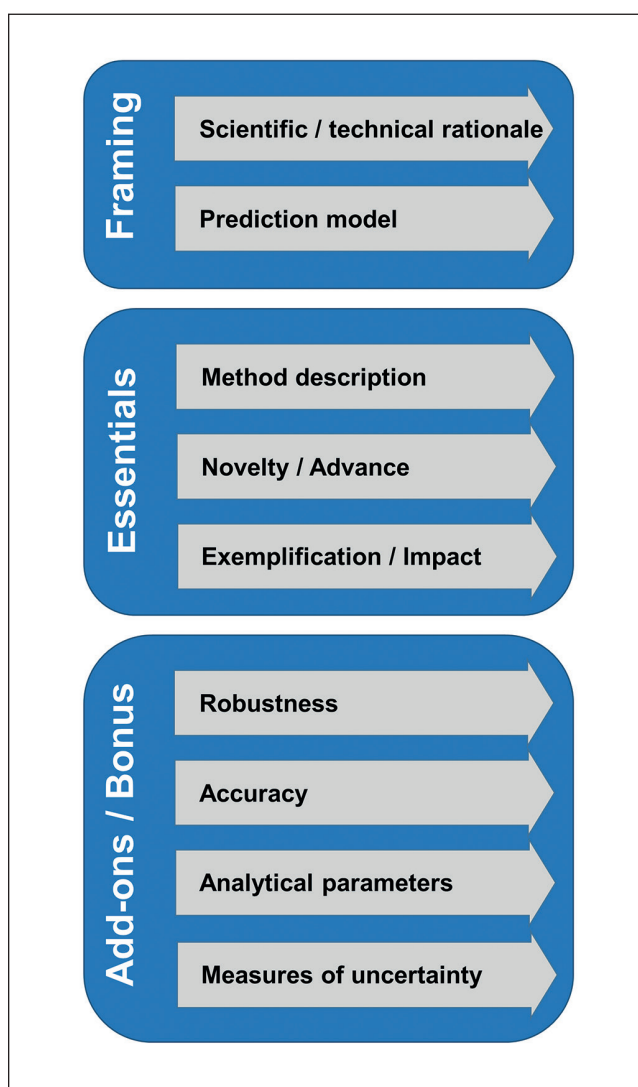 Framing
Scientific / technical rationale
Prediction model
Essentials
Method description
Novelty / Advance
Exemplification / Impact
Add-ons / Bonus
Robustness
Accuracy
Analytical parameters
Measures of uncertainty